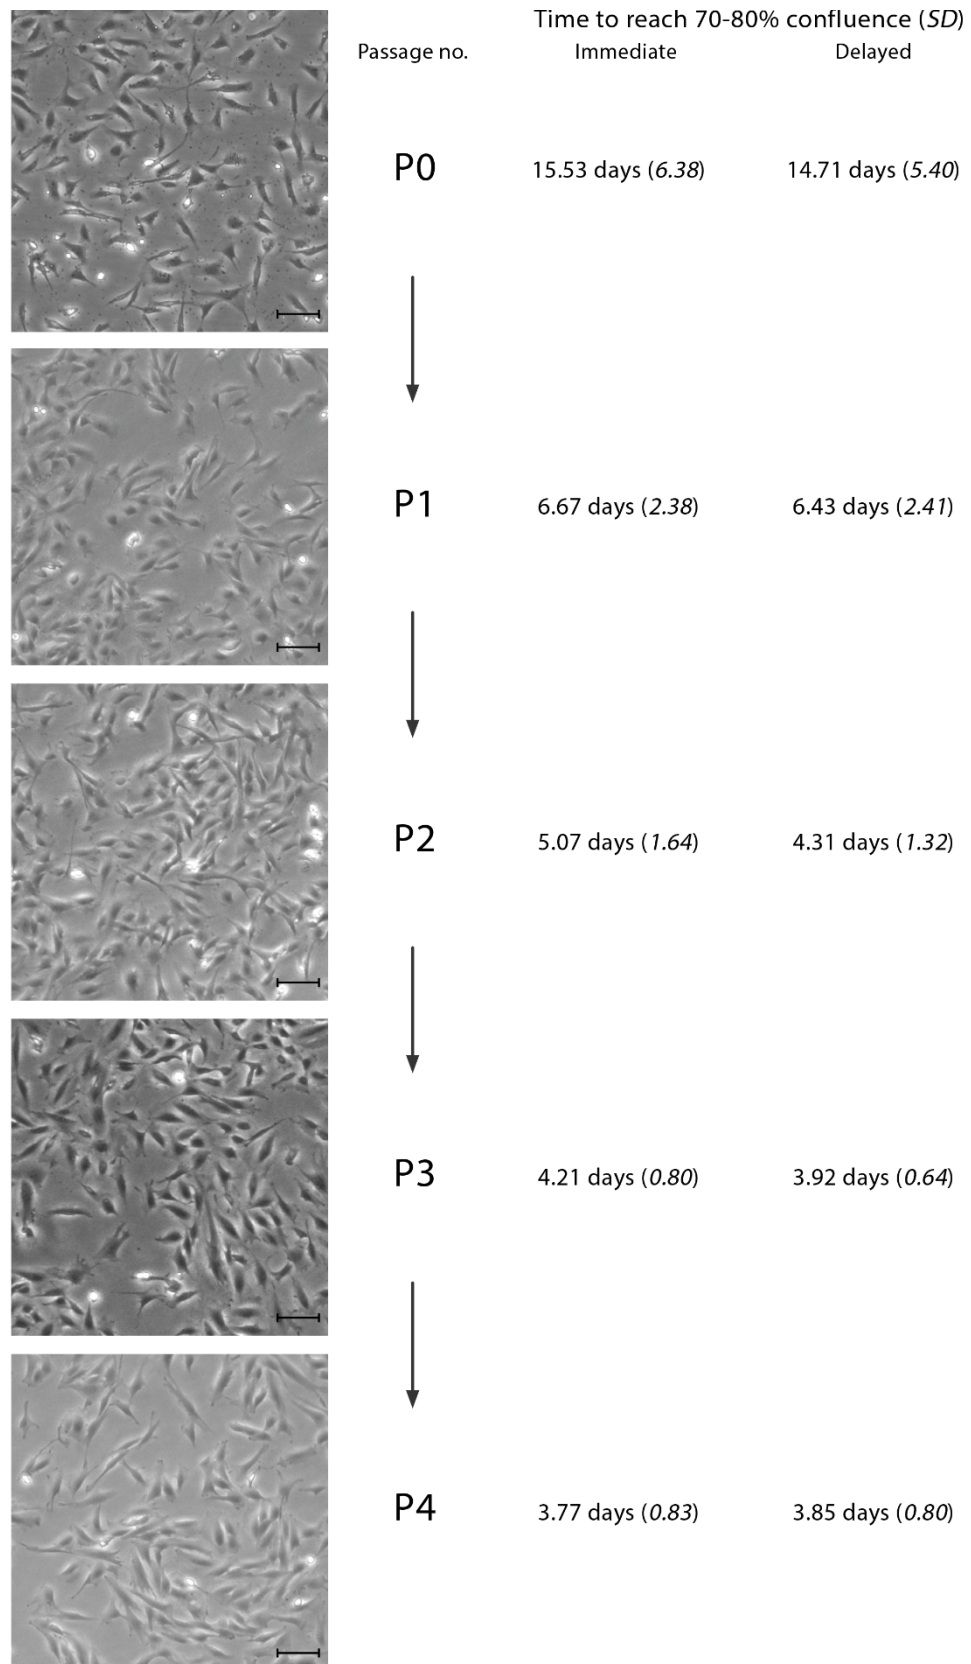 Time to reach 70-80% confluence (SD)
Passage no. Immediate Delayed
P0 15.53 days (6.38) 14.71 days (5.40)
P1 6.67 days (2.38) 6.43 days (2.41)
P2 5.07 days (1.64) 4.31 days (1.32)
P3 4.21 days (0.80) 3.92 days (0.64)
P4 3.77 days (0.83) 3.85 days (0.80)